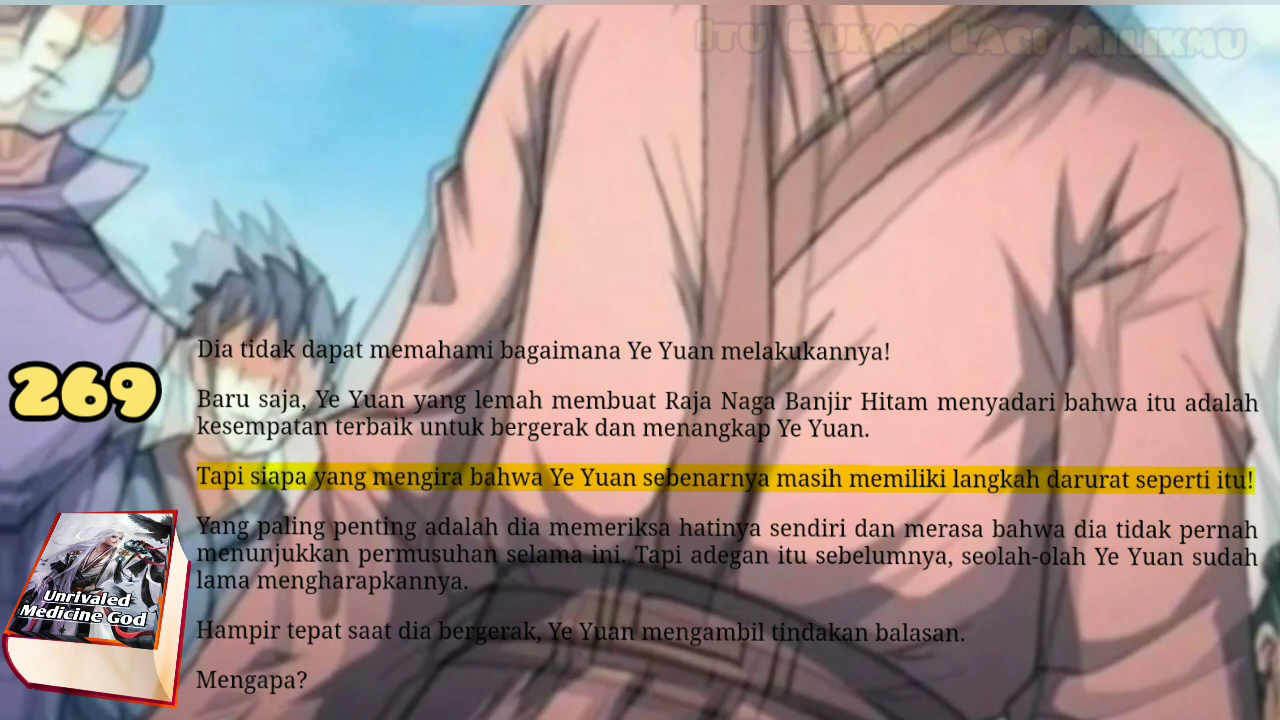 Itu Bukan Lagi Milikmu
Dia tidak dapat memahami bagaimana Ye Yuan melakukannya!
Baru saja, Ye Yuan yang lemah membuat Raja Naga Banjir Hitam menyadari bahwa itu adalah
kesempatan terbaik untuk bergerak dan menangkap Ye Yuan.
269
Tapi siapa yang mengira bahwa Ye Yuan sebenarnya masih memiliki langkah darurat seperti itu!
Yang paling penting adalah dia memeriksa hatinya sendiri dan merasa bahwa dia tidak pernah
menunjukkan permusuhan selama ini. Tapi adegan itu sebelumnya, seolah-olah Ye Yuan sudah
lama mengharapkannya.
Unrivaled
Medicine God
Hampir tepat saat dia bergerak, Ye Yuan mengambil tindakan balasan.
Mengapa?